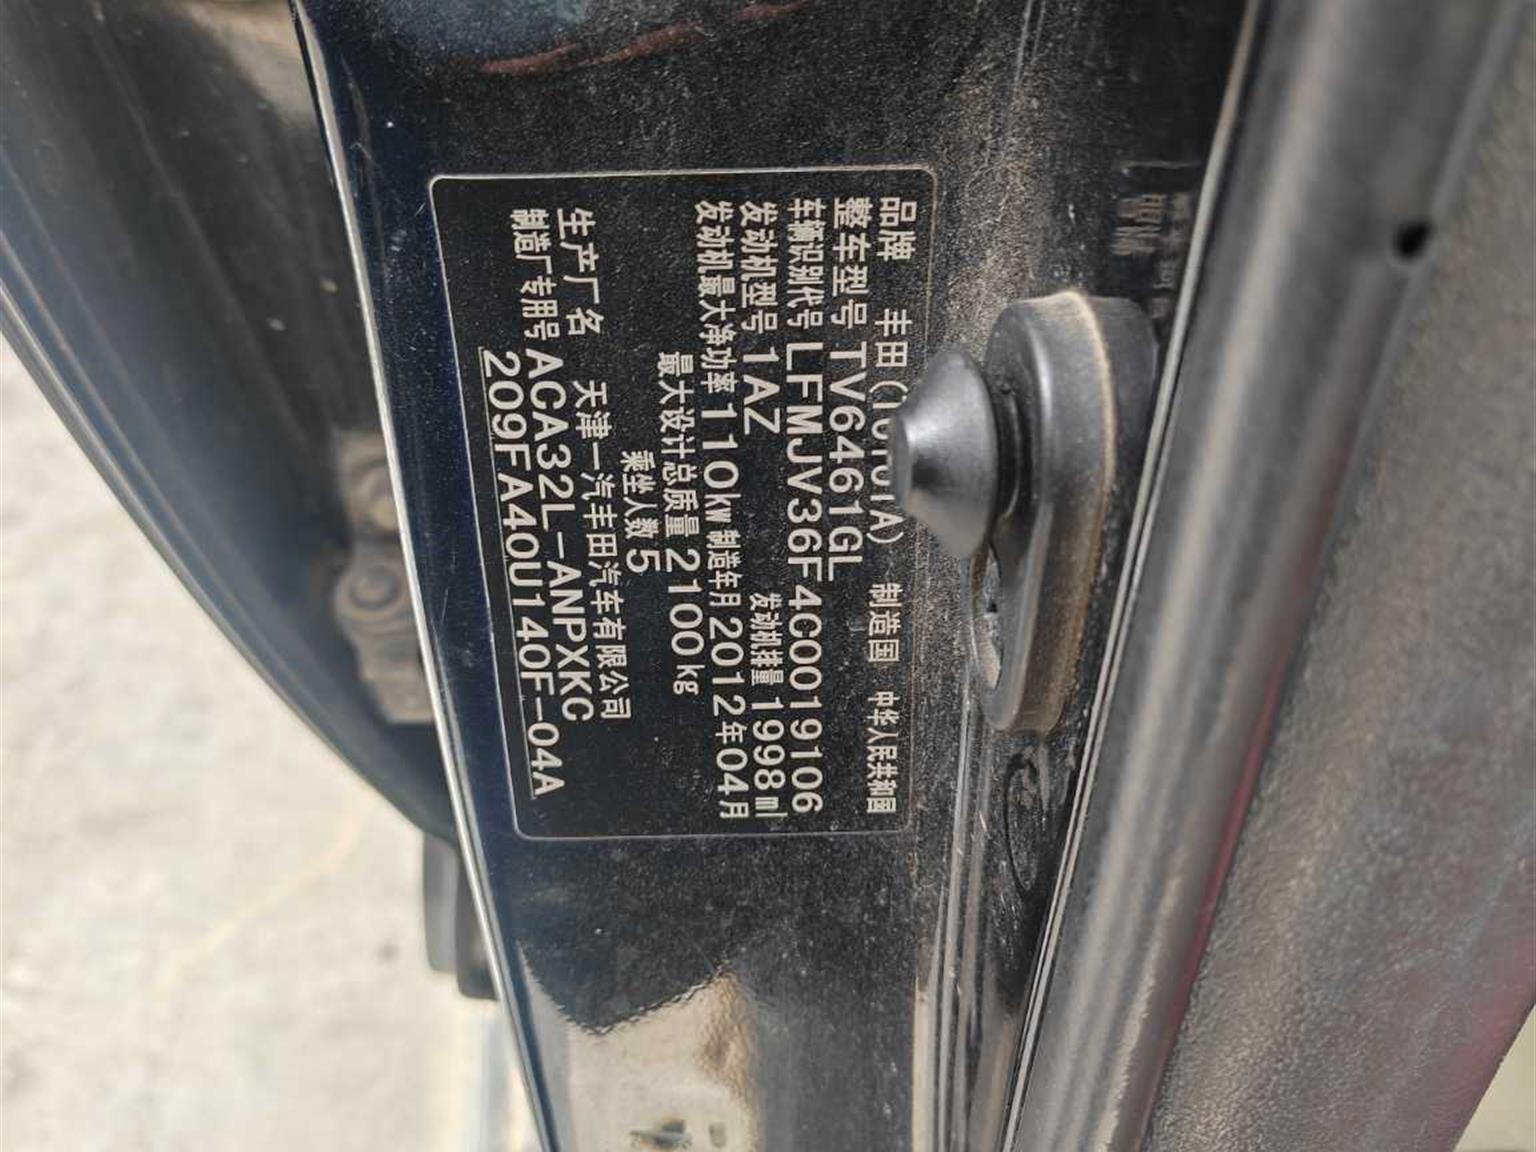 品牌 丰田(TOYOTA) 制造国 中华人民共和国
整车型号 TV6461GL
车辆识别代号 LFMJV36F4C0019106
发动机型号 1AZ 发动机排量 1998ml
发动机最大净功率 110kw 制造年月 2012年04月
最大设计总质量 2100kg
乘坐人数 5
生产厂名 天津一汽丰田汽车有限公司
制造厂专用号 ACA32L-ANPXKC
209FA40U140F-04A